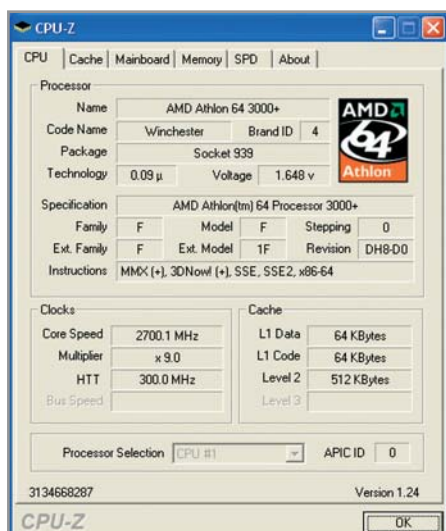 CPU-Z
CPU Cache Mainboard Memory SPD About
Processor
Name AMD Athlon 64 3000+
Code Name Winchester Brand ID 4
Package Socket 939
Technology 0.09 µ Voltage 1.648 v
AMD
64
Athlon
Specification AMD Athlon(tm) 64 Processor 3000+
Family F Model F Stepping 0
Ext. Family F Ext. Model 1F Revision DH8-D0
Instructions MMX (+), 3DNow! (+), SSE, SSE2, x86-64
Clocks
Core Speed 2700.1 MHz
Multiplier x 9.0
HTT 300.0 MHz
Bus Speed
Cache
L1 Data 64 KBytes
L1 Code 64 KBytes
Level 2 512 KBytes
Level 3
Processor Selection CPU #1 APIC ID 0
3134668287 Version 1.24
CPU-Z OK